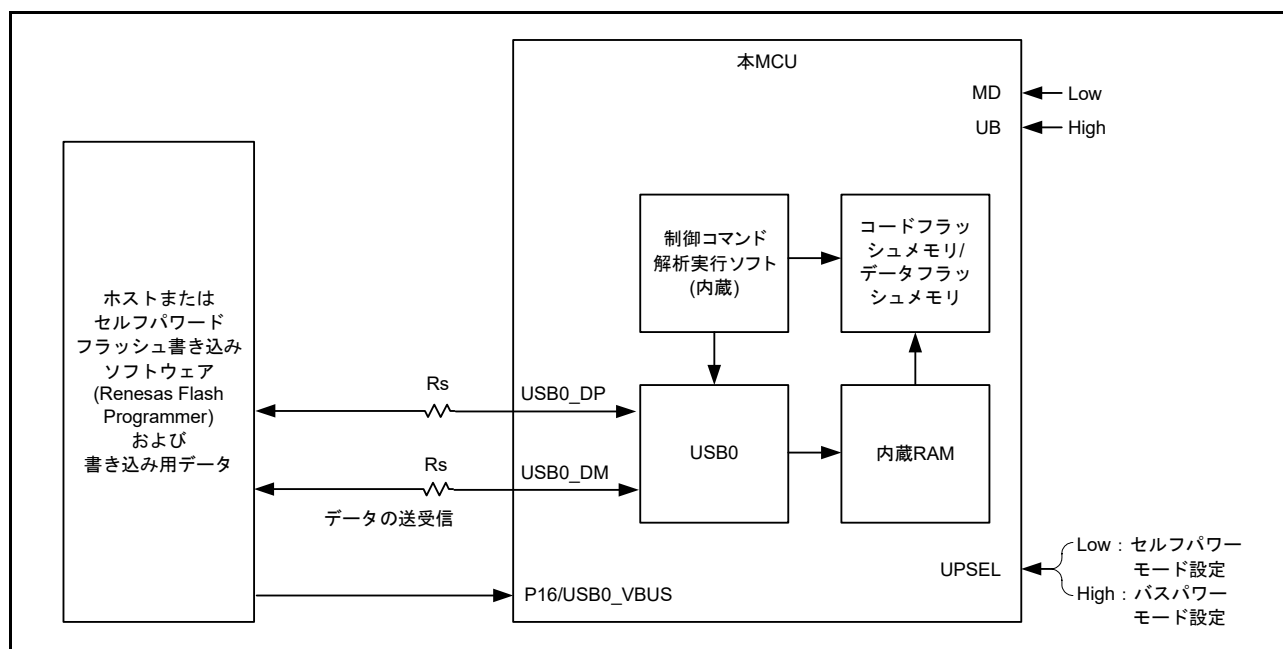 本MCU
MD
Low
UB
High
ホストまたは
セルフパワード
フラッシュ書き込み
ソフトウェア
(Renesas Flash
Programmer)
および
書き込み用データ
制御コマンド
解析実行ソフト
(内蔵)
コードフラッ
シュメモリ/
データフラッ
シュメモリ
Rs
USB0_DP
Rs
USB0_DM
データの送受信
USB0
内蔵RAM
P16/USB0_VBUS
UPSEL
Low：セルフパワー
モード設定
High：バスパワー
モード設定